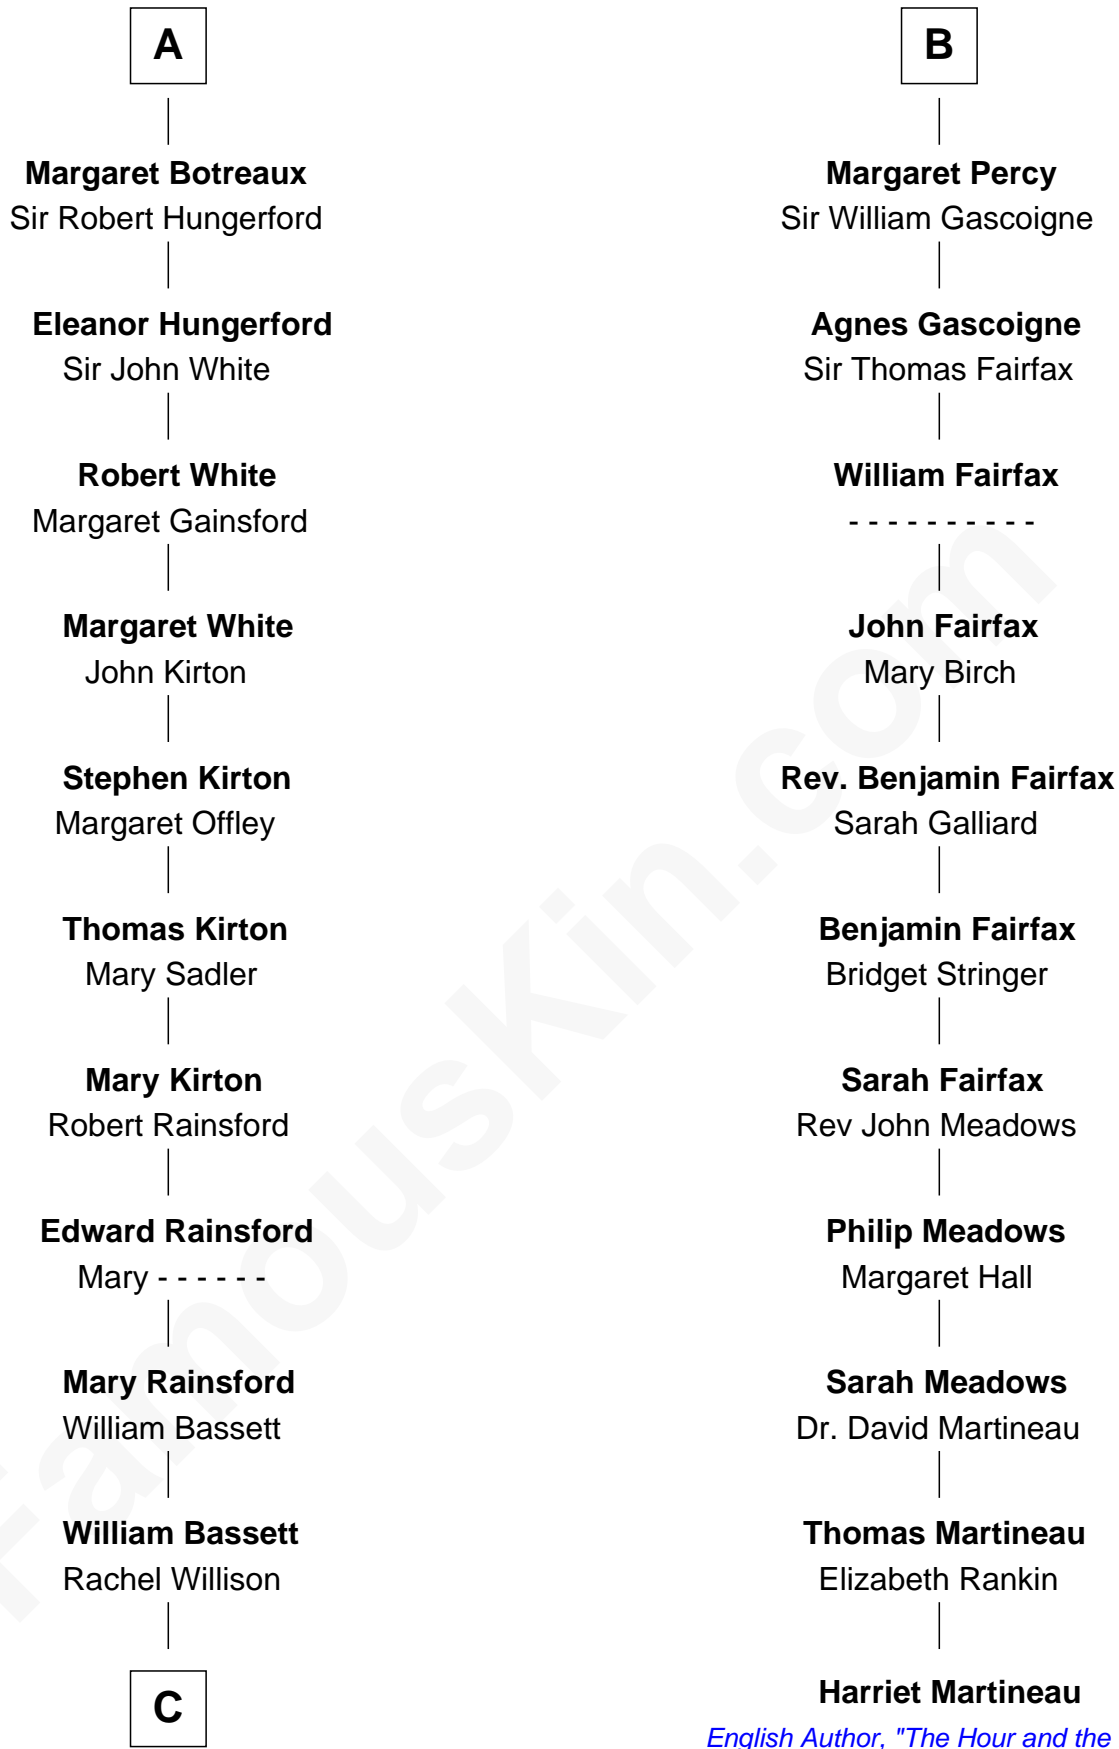 A
Margaret Botreaux
Sir Robert Hungerford
Eleanor Hungerford
Sir John White
Robert White
Margaret Gainsford
Margaret White
John Kirton
Stephen Kirton
Margaret Offley
Thomas Kirton
Mary Sadler
Mary Kirton
Robert Rainsford
Edward Rainsford
Mary - - - - - -
Mary Rainsford
William Bassett
William Bassett
Rachel Willison
C
B
Margaret Percy
Sir William Gascoigne
Agnes Gascoigne
Sir Thomas Fairfax
William Fairfax
- - - - - - - - - -
John Fairfax
Mary Birch
Rev. Benjamin Fairfax
Sarah Galliard
Benjamin Fairfax
Bridget Stringer
Sarah Fairfax
Rev John Meadows
Philip Meadows
Margaret Hall
Sarah Meadows
Dr. David Martineau
Thomas Martineau
Elizabeth Rankin
Harriet Martineau
English Author, "The Hour and the
FamousKin.com